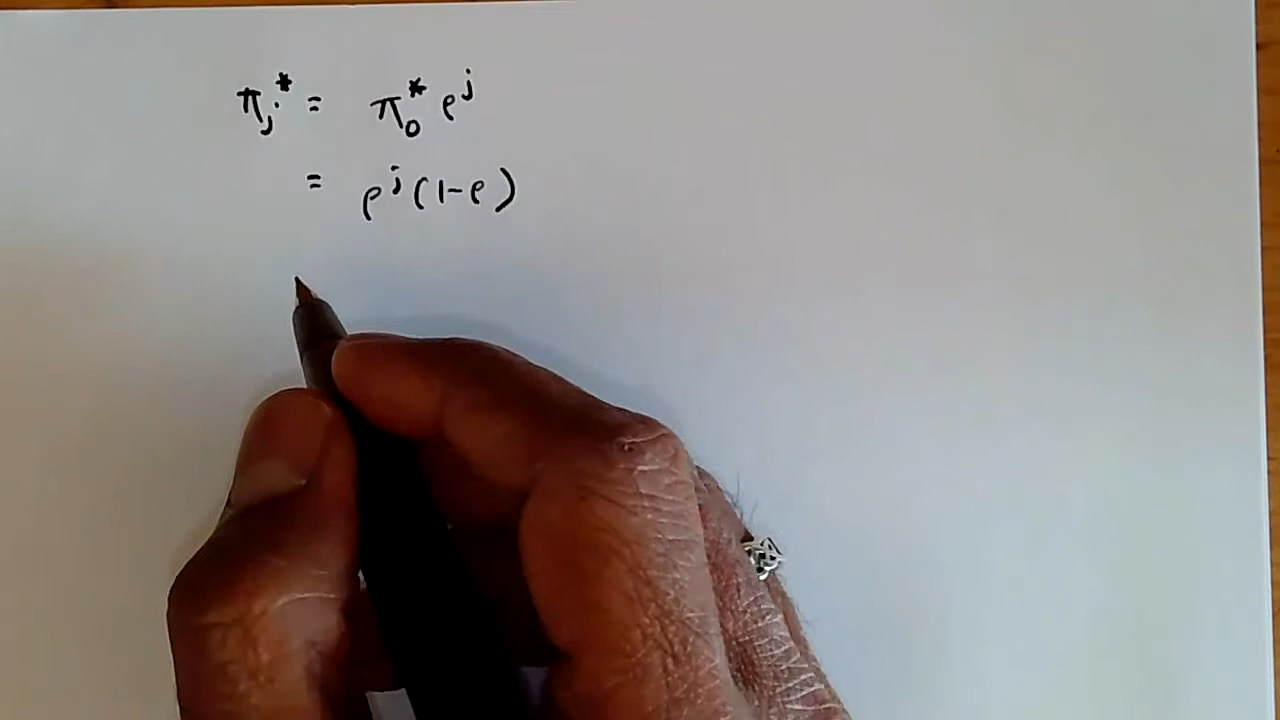 πⱼ* = π₀* ρʲ
= ρʲ(1-ρ)